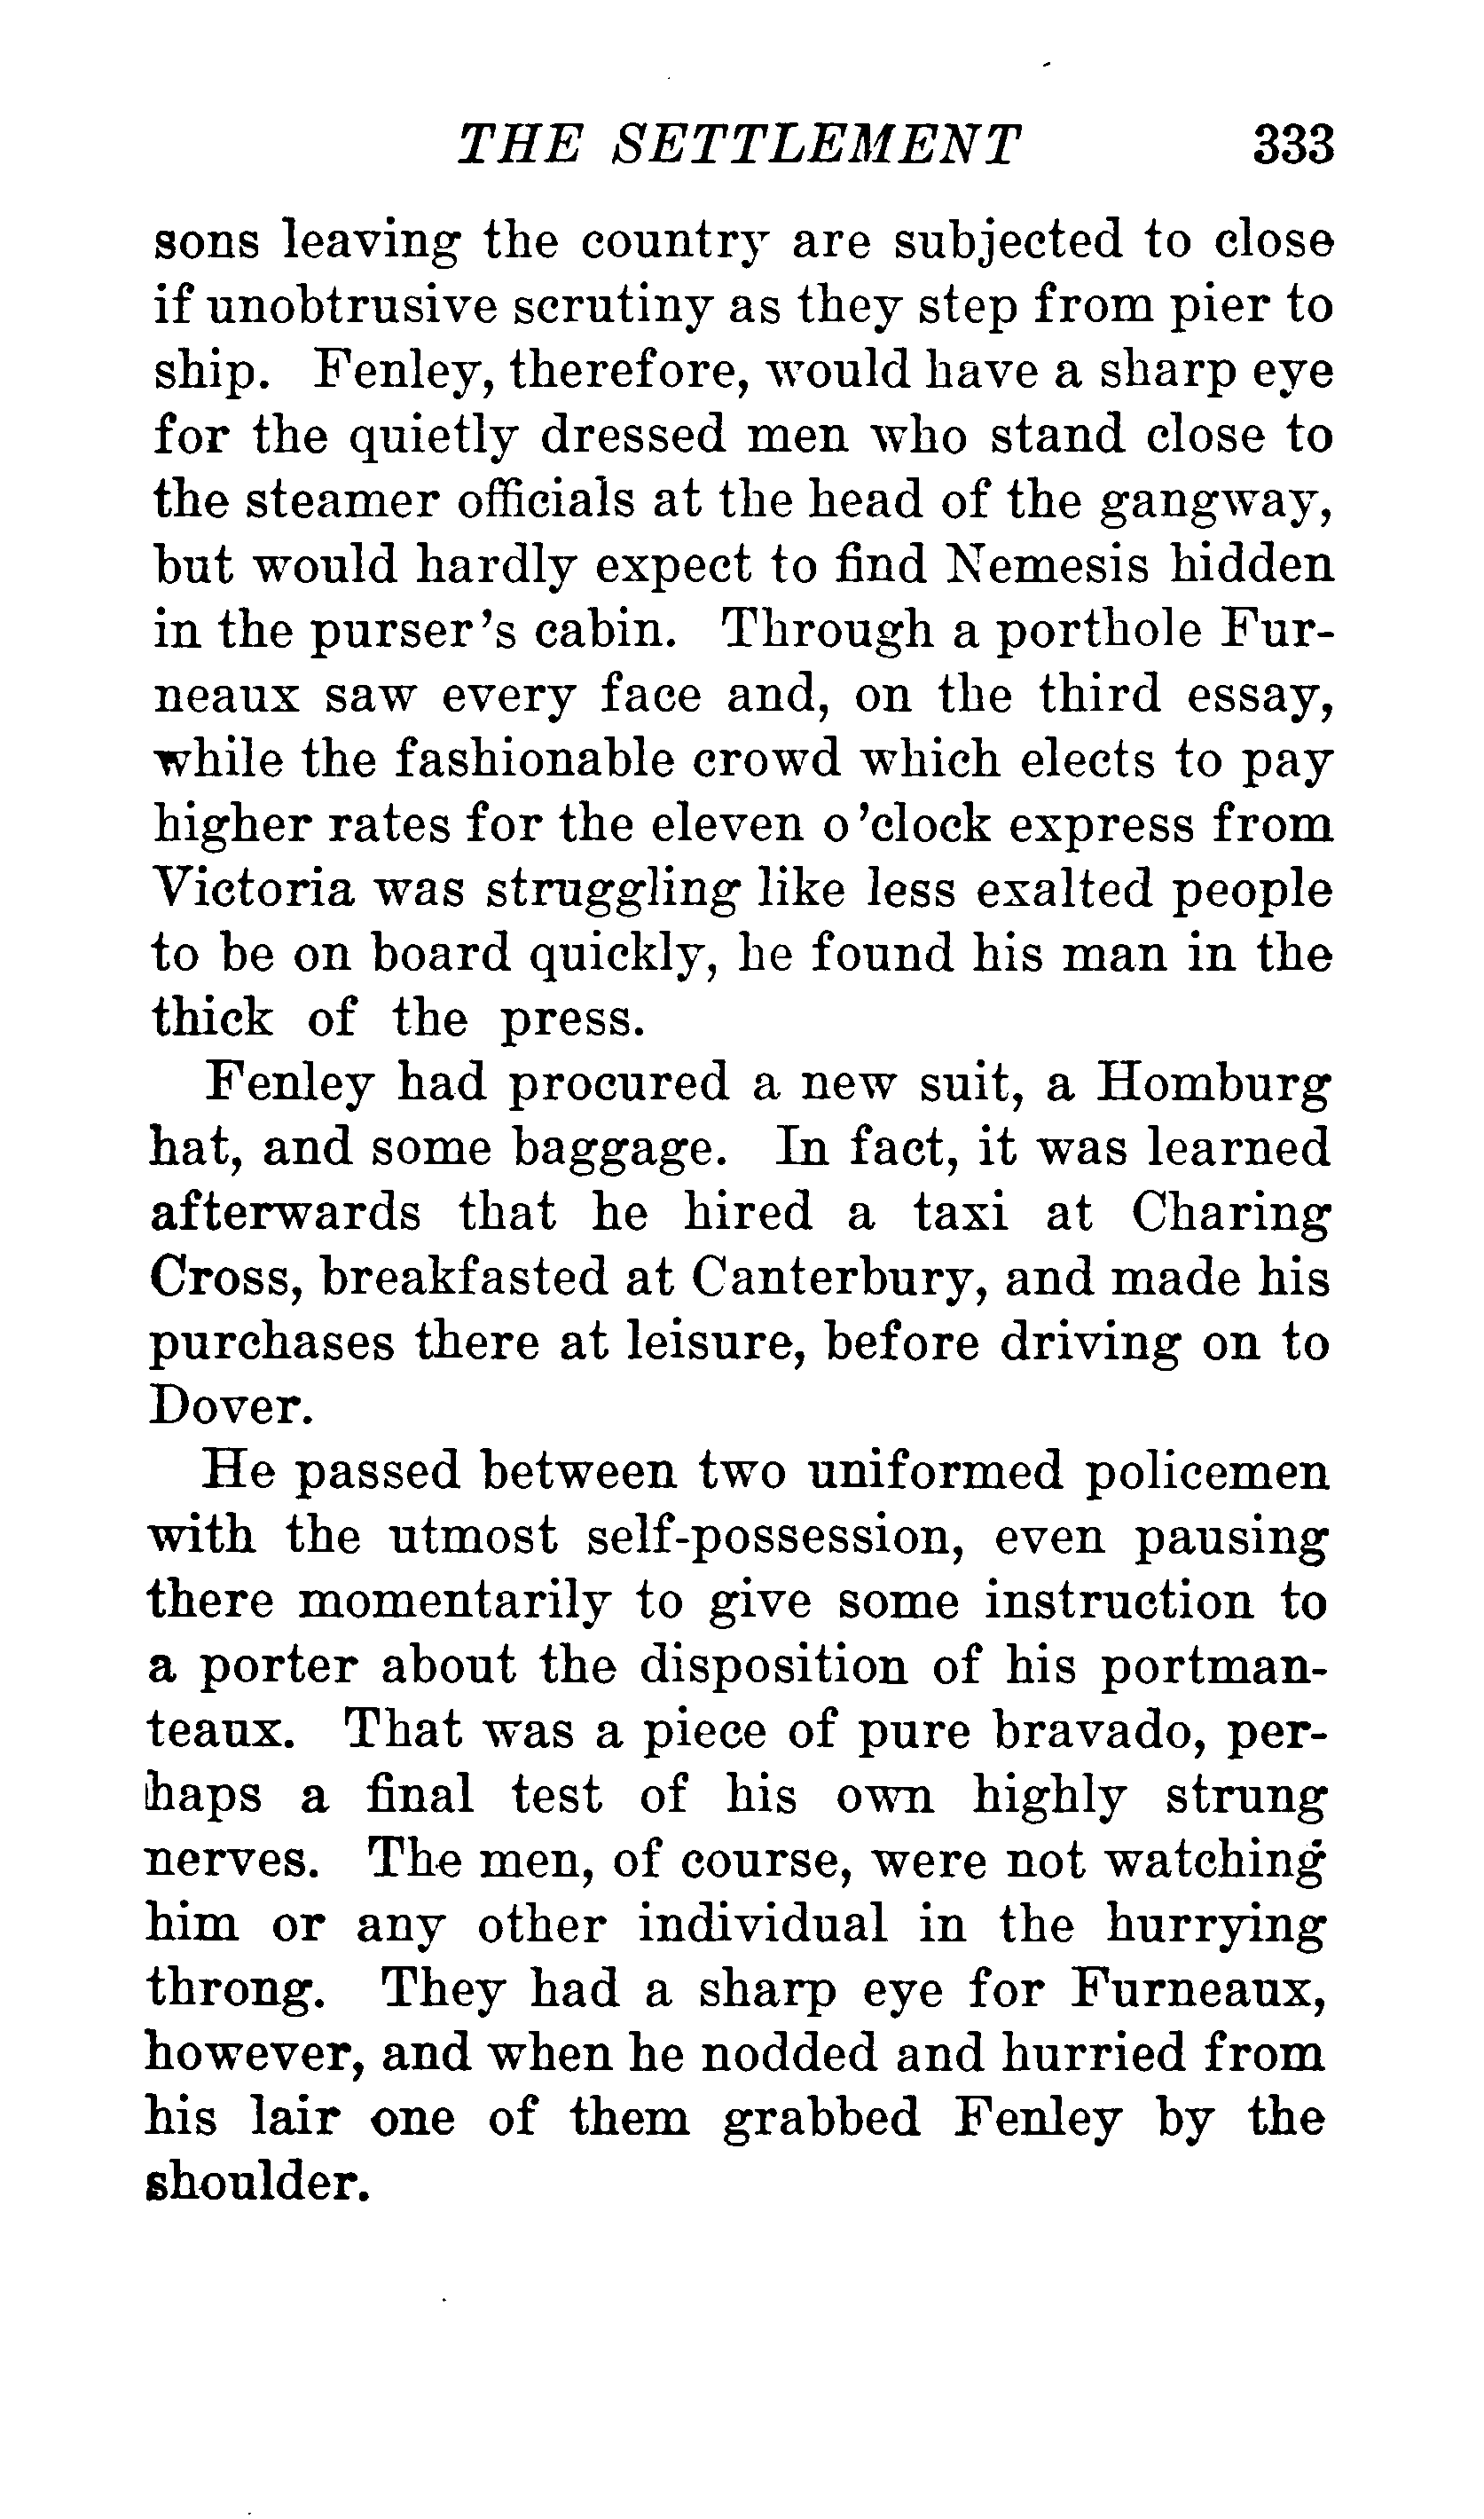 THE SETTLEMENT 333
sons leaving the country are subjected to close
if unobtrusive scrutiny as they step from pier to
ship. Fenley, therefore, would have a sharp eye
for the quietly dressed men who stand close to
the steamer officials at the head of the gangway,
but would hardly expect to find Nemesis hidden
in the purser's cabin. Through a porthole Fur-
neaux saw every face and, on the third essay,
while the fashionable crowd which elects to pay
higher rates for the eleven o'clock express from
Victoria was struggling like less exalted people
to be on board quickly, he found his man in the
thick of the press.
Fenley had procured a new suit, a Homburg
hat, and some baggage. In fact, it was learned
afterwards that he hired a taxi at Charing
Cross, breakfasted at Canterbury, and made his
purchases there at leisure, before driving on to
Dover.
He passed between two uniformed policemen
with the utmost self-possession, even pausing
there momentarily to give some instruction to
a porter about the disposition of his portman-
teaux. That was a piece of pure bravado, per-
haps a final test of his own highly strung
nerves. The men, of course, were not watching
him or any other individual in the hurrying
throng. They had a sharp eye for Furneaux,
however, and when he nodded and hurried from
his lair one of them grabbed Fenley by the
shoulder.